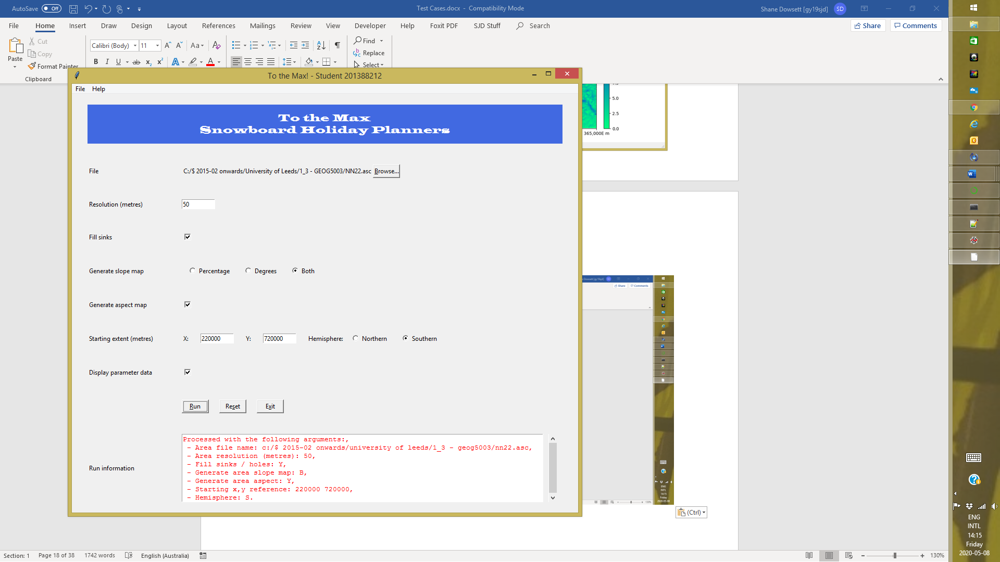 AutoSave Off
Test Cases.docx - Compatibility Mode
Shane Dowsett [gy19sjd] SD
File Home Insert Draw Design Layout References Mailings Review View Developer Help Foxit PDF SJD Stuff Search
Share Comments
Paste
Cut
Copy
Format Painter
Clipboard
Calibri (Body) 11
Find
Replace
Select
To the Max! - Student 201388212
File Help
To the Max
Snowboard Holiday Planners
File C:/$ 2015-02 onwards/University of Leeds/1_3 - GEOG5003/NN22.asc Browse...
Resolution (metres) 50
Fill sinks
Generate slope map Percentage Degrees Both
Generate aspect map
Starting extent (metres) X: 220000 Y: 720000 Hemisphere: Northern Southern
Display parameter data
Run Reset Exit
Run information
Processed with the following arguments:,
- Area file name: c:/$ 2015-02 onwards/university of leeds/1_3 - geog5003/nn22.asc,
- Area resolution (metres): 50,
- Fill sinks / holes: Y,
- Generate area slope map: B,
- Generate area aspect: Y,
- Starting x,y reference: 220000 720000,
- Hemisphere: S.
5.0
2.5
0.0
365,000E m
Share Comments
(Ctrl)
Section: 1 Page 18 of 38 1742 words English (Australia)
130%
ENG
INTL
14:15
Friday
2020-05-08